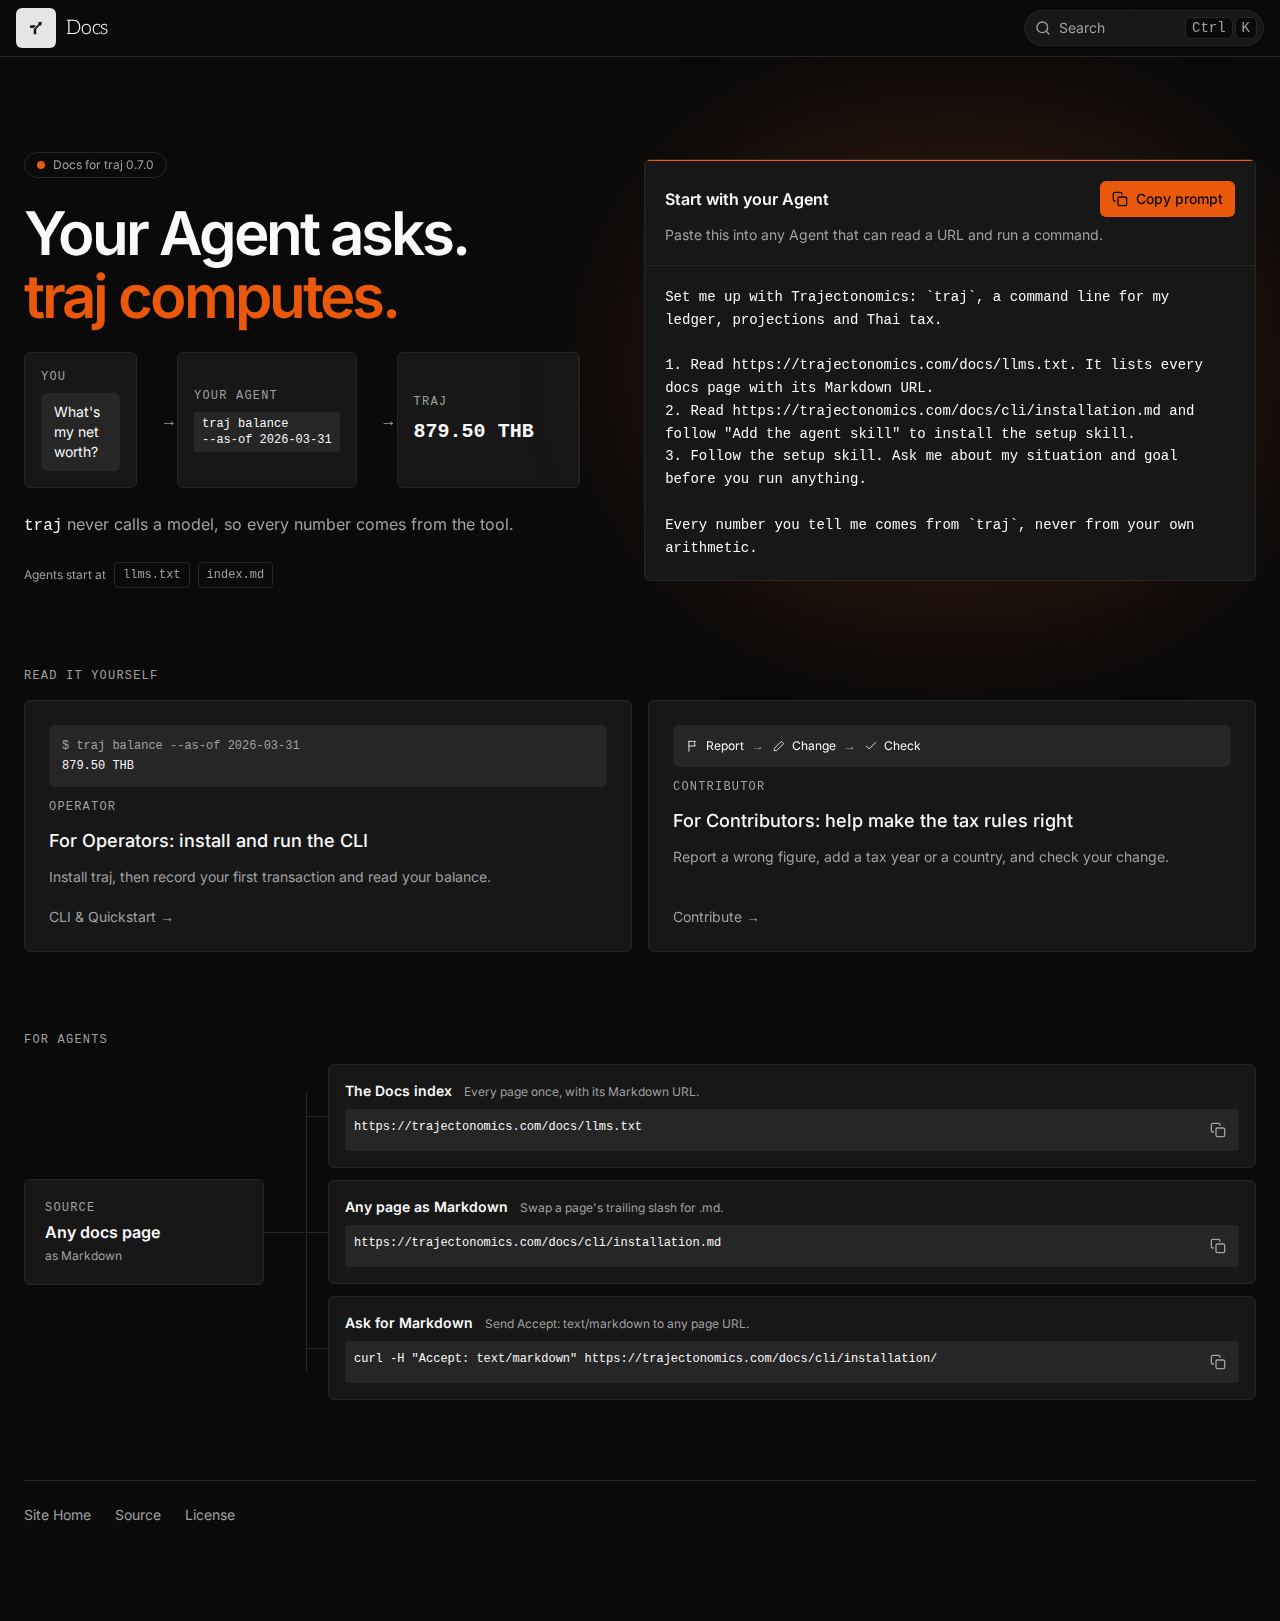 Docs
Search
Ctrl K
Docs for traj 0.7.0
Your Agent asks.
traj computes.
YOU
What's
my net
worth?
→
YOUR AGENT
traj balance
--as-of 2026-03-31
→
TRAJ
879.50 THB
traj never calls a model, so every number comes from the tool.
Agents start at llms.txt index.md
Start with your Agent
Copy prompt
Paste this into any Agent that can read a URL and run a command.
Set me up with Trajectonomics: `traj`, a command line for my
ledger, projections and Thai tax.
1. Read https://trajectonomics.com/docs/llms.txt. It lists every
docs page with its Markdown URL.
2. Read https://trajectonomics.com/docs/cli/installation.md and
follow "Add the agent skill" to install the setup skill.
3. Follow the setup skill. Ask me about my situation and goal
before you run anything.
Every number you tell me comes from `traj`, never from your own
arithmetic.
READ IT YOURSELF
$ traj balance --as-of 2026-03-31
879.50 THB
OPERATOR
For Operators: install and run the CLI
Install traj, then record your first transaction and read your balance.
CLI & Quickstart →
Report → Change → Check
CONTRIBUTOR
For Contributors: help make the tax rules right
Report a wrong figure, add a tax year or a country, and check your change.
Contribute →
FOR AGENTS
SOURCE
Any docs page
as Markdown
The Docs index Every page once, with its Markdown URL.
https://trajectonomics.com/docs/llms.txt
Any page as Markdown Swap a page's trailing slash for .md.
https://trajectonomics.com/docs/cli/installation.md
Ask for Markdown Send Accept: text/markdown to any page URL.
curl -H "Accept: text/markdown" https://trajectonomics.com/docs/cli/installation/
Site Home Source License